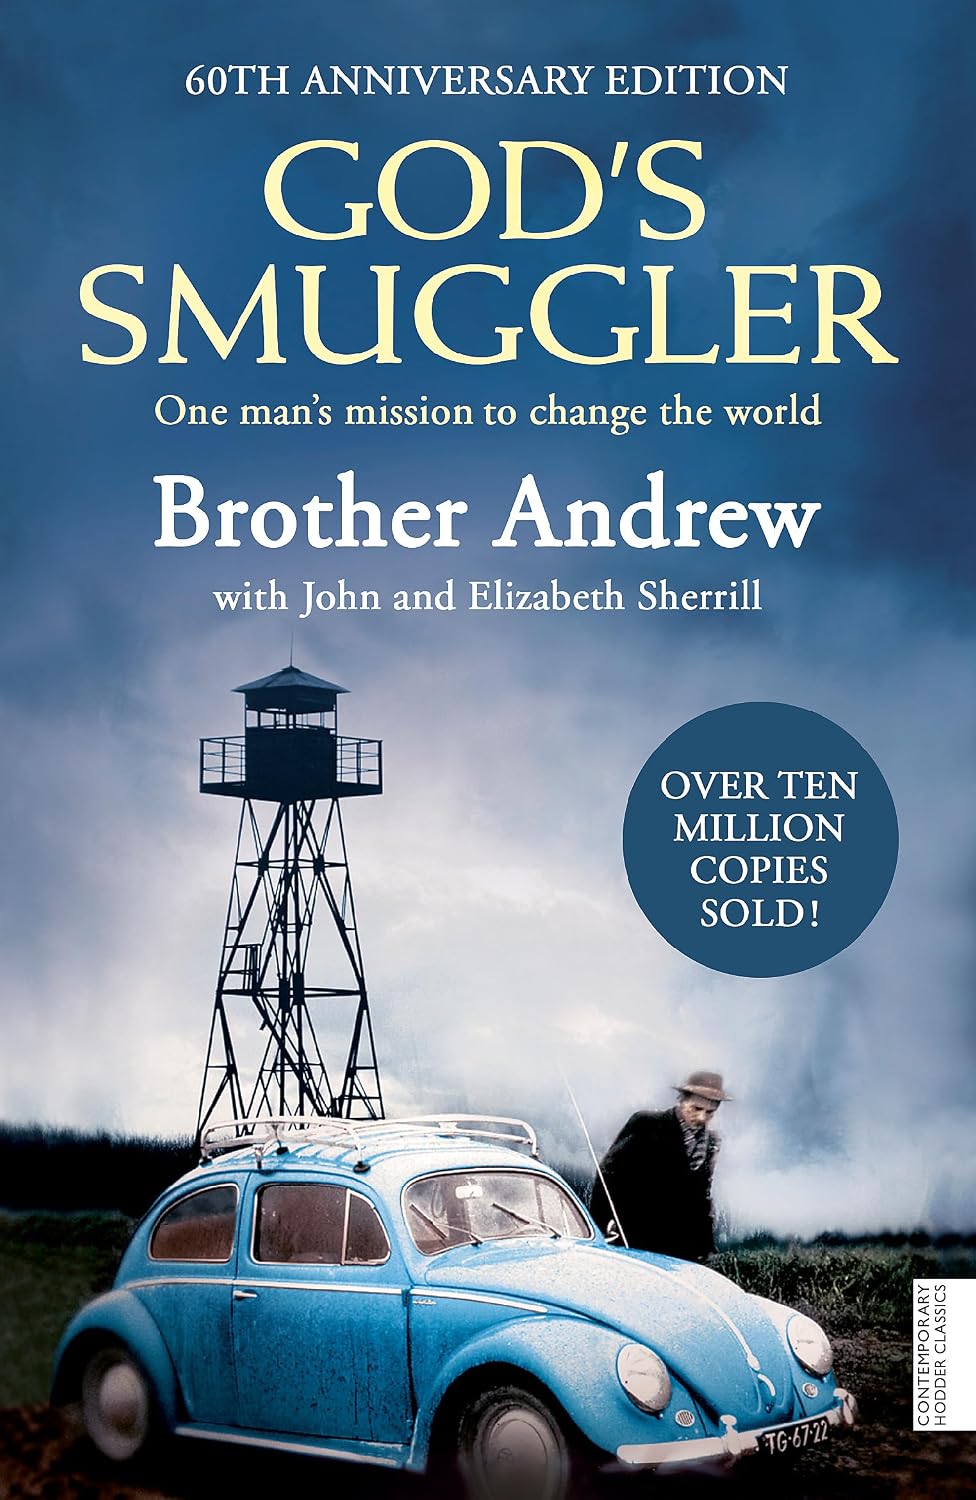 60TH ANNIVERSARY EDITION
GOD'S
SMUGGLER
One man's mission to change the world
Brother Andrew
with John and Elizabeth Sherrill
OVER TEN
MILLION
COPIES
SOLD!
CONTEMPORARY
HODDER CLASSICS
TG-67-22